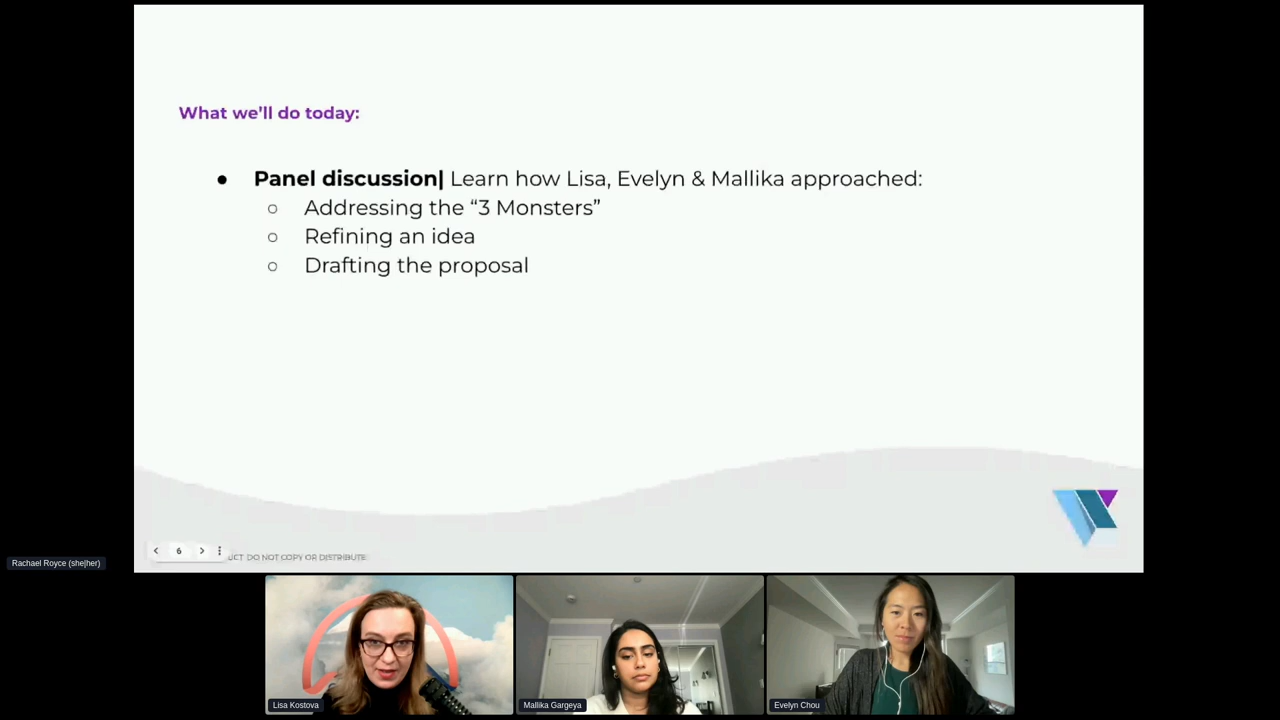 What we'll do today:
● Panel discussion| Learn how Lisa, Evelyn & Mallika approached:
○ Addressing the “3 Monsters”
○ Refining an idea
○ Drafting the proposal
6
DO NOT COPY OR DISTRIBUTE
Rachael Royce (she|her)
Lisa Kostova
Mallika Gargeya
Evelyn Chou